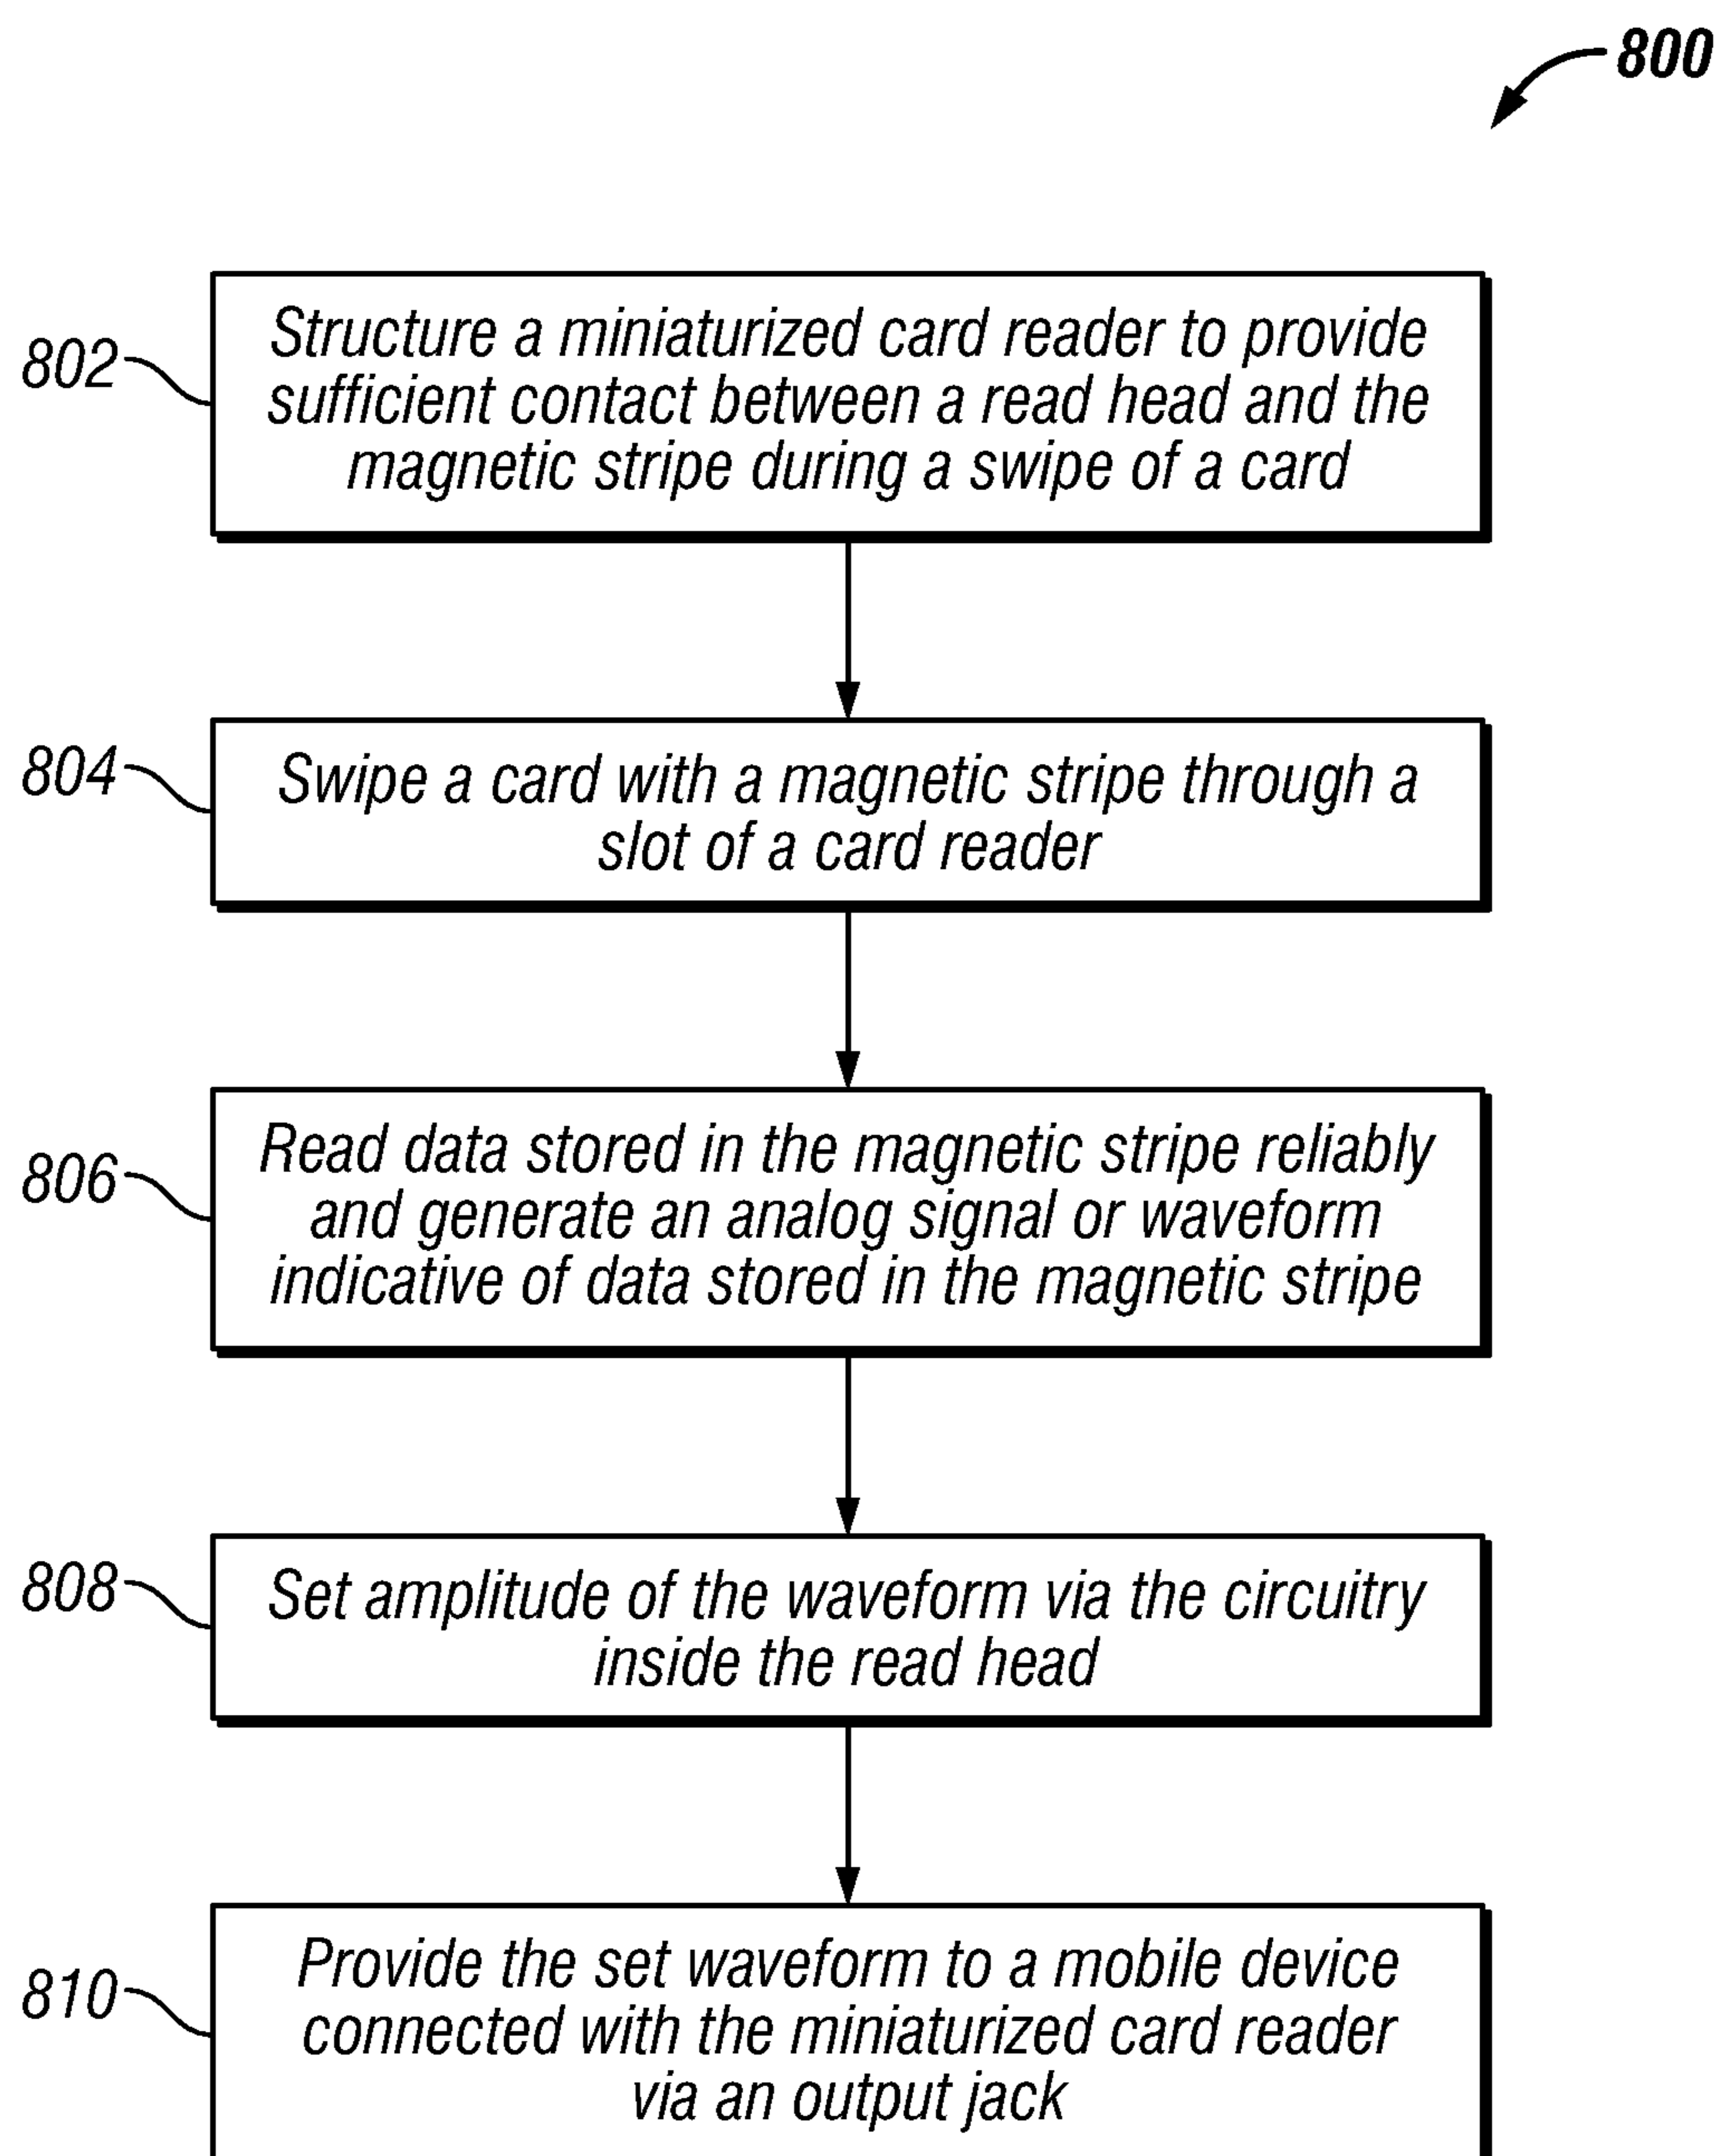 800
802
Structure a miniaturized card reader to provide
sufficient contact between a read head and the
magnetic stripe during a swipe of a card
804
Swipe a card with a magnetic stripe through a
slot of a card reader
806
Read data stored in the magnetic stripe reliably
and generate an analog signal or waveform
indicative of data stored in the magnetic stripe
808
Set amplitude of the waveform via the circuitry
inside the read head
810
Provide the set waveform to a mobile device
connected with the miniaturized card reader
via an output jack